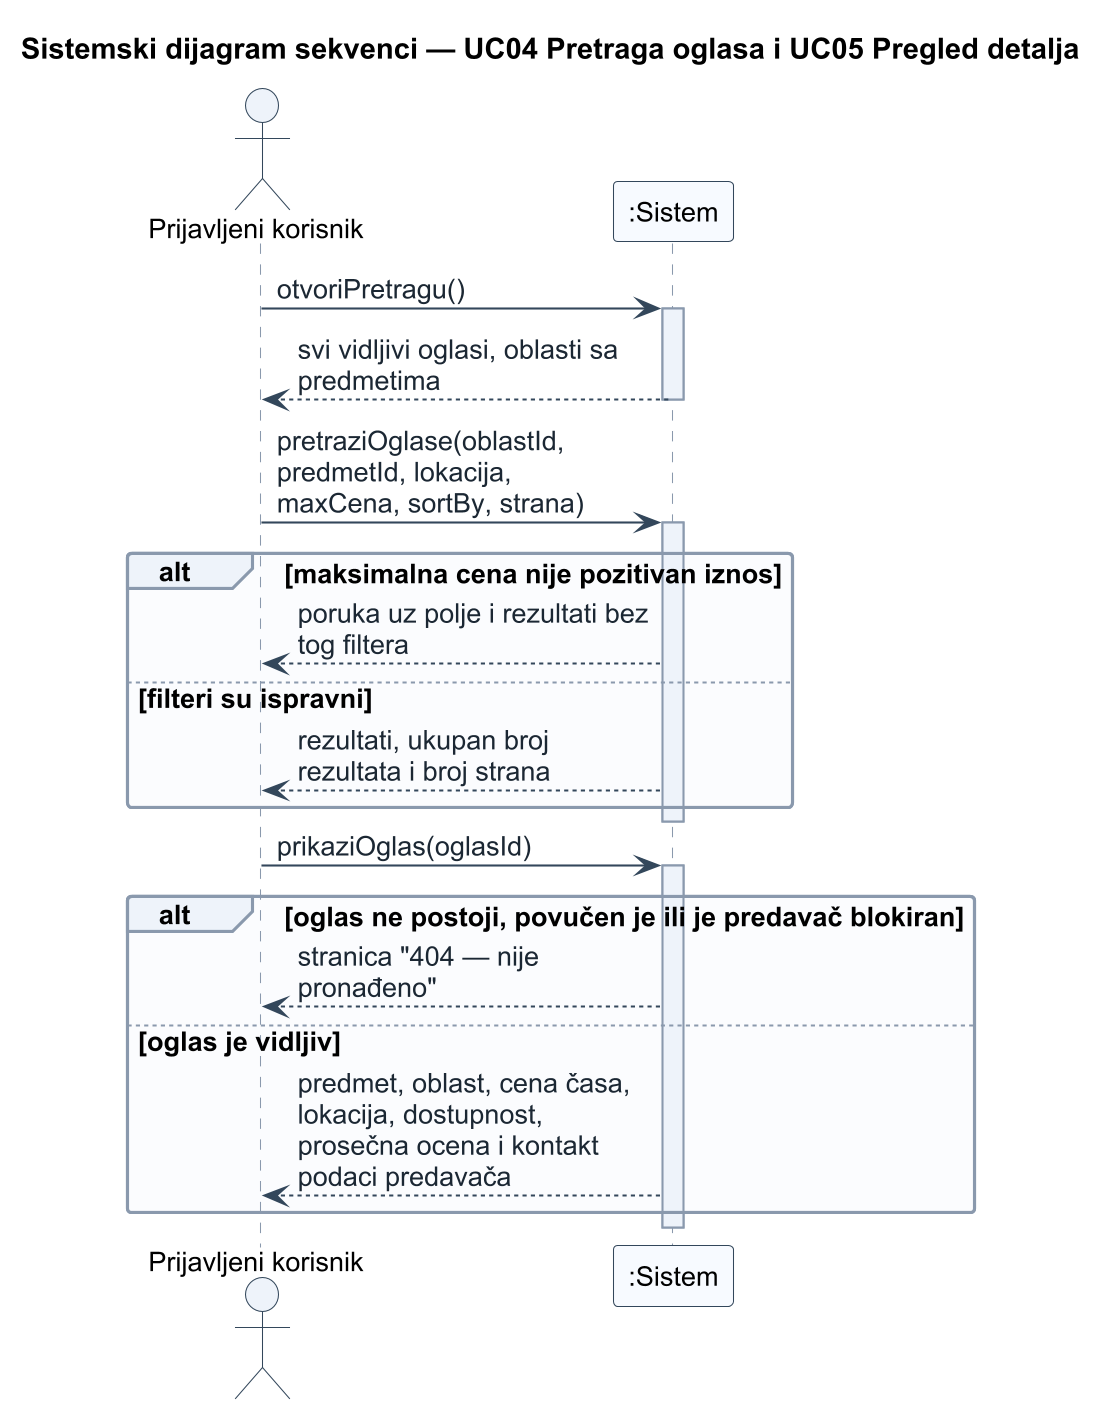 Sistemski dijagram sekvenci — UC04 Pretraga oglasa i UC05 Pregled detalja
Prijavljeni korisnik
:Sistem
otvoriPretragu()
svi vidljivi oglasi, oblasti sa
predmetima
pretraziOglase(oblastId,
predmetId, lokacija,
maxCena, sortBy, strana)
alt
[maksimalna cena nije pozitivan iznos]
poruka uz polje i rezultati bez
tog filtera
[filteri su ispravni]
rezultati, ukupan broj
rezultata i broj strana
prikaziOglas(oglasId)
alt
[oglas ne postoji, povučen je ili je predavač blokiran]
stranica "404 — nije
pronađeno"
[oglas je vidljiv]
predmet, oblast, cena časa,
lokacija, dostupnost,
prosečna ocena i kontakt
podaci predavača
Prijavljeni korisnik
:Sistem